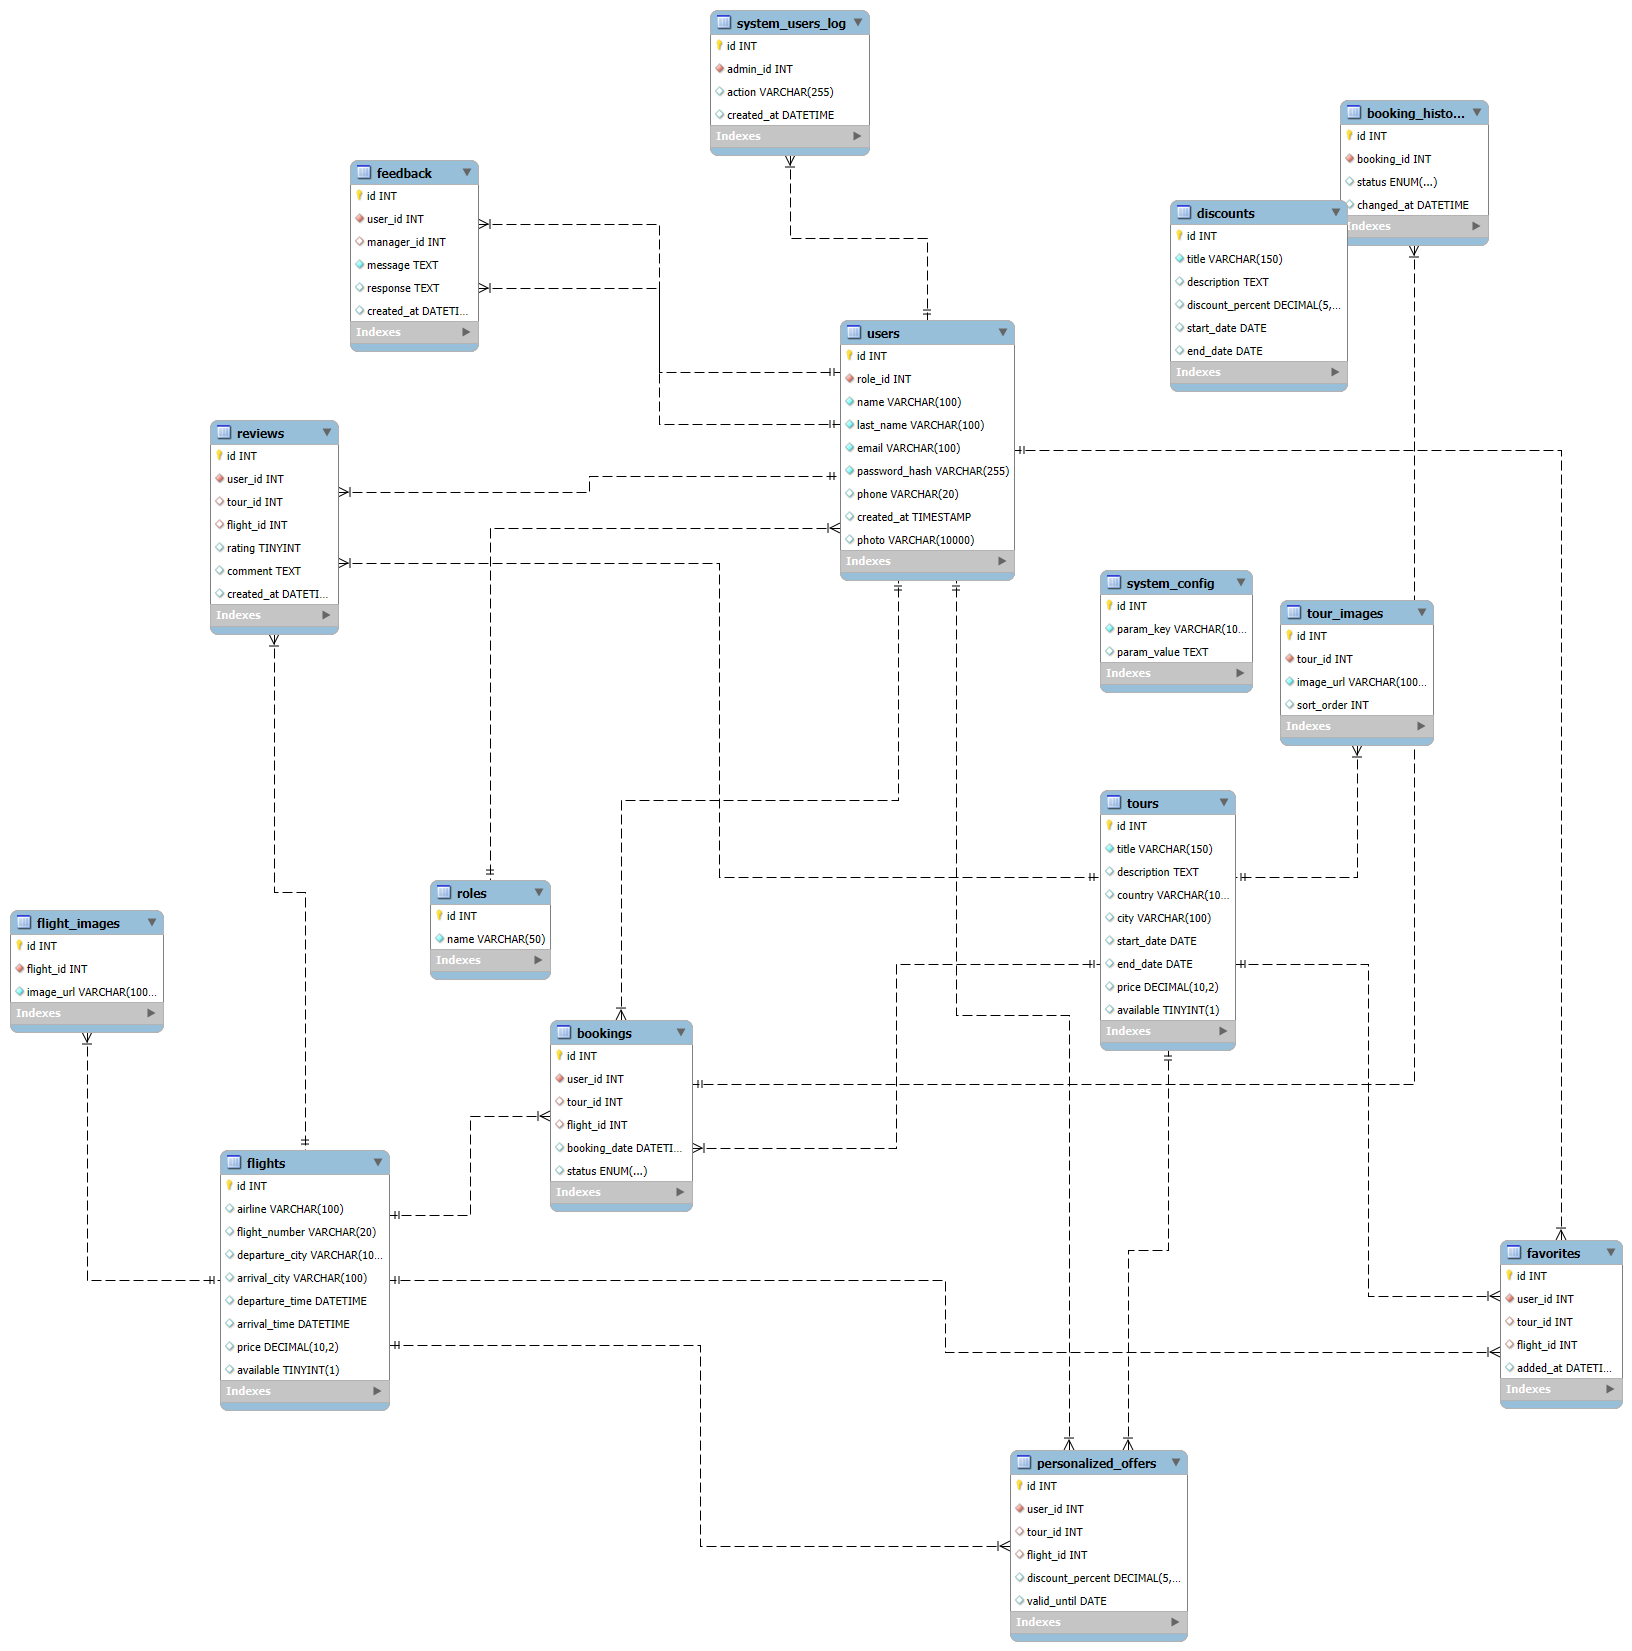 system_users_log
id INT
admin_id INT
action VARCHAR(255)
created_at DATETIME
Indexes
booking_histo...
id INT
booking_id INT
status ENUM(...)
changed_at DATETIME
Indexes
feedback
id INT
user_id INT
manager_id INT
message TEXT
response TEXT
created_at DATETI...
Indexes
discounts
id INT
title VARCHAR(150)
description TEXT
discount_percent DECIMAL(5,...
start_date DATE
end_date DATE
Indexes
users
id INT
role_id INT
name VARCHAR(100)
last_name VARCHAR(100)
email VARCHAR(100)
password_hash VARCHAR(255)
phone VARCHAR(20)
created_at TIMESTAMP
photo VARCHAR(10000)
Indexes
reviews
id INT
user_id INT
tour_id INT
flight_id INT
rating TINYINT
comment TEXT
created_at DATETI...
Indexes
system_config
id INT
param_key VARCHAR(10...
param_value TEXT
Indexes
tour_images
id INT
tour_id INT
image_url VARCHAR(100...
sort_order INT
Indexes
tours
id INT
title VARCHAR(150)
description TEXT
country VARCHAR(10...
city VARCHAR(100)
start_date DATE
end_date DATE
price DECIMAL(10,2)
available TINYINT(1)
Indexes
roles
id INT
name VARCHAR(50)
Indexes
flight_images
id INT
flight_id INT
image_url VARCHAR(100...
Indexes
bookings
id INT
user_id INT
tour_id INT
flight_id INT
booking_date DATETI...
status ENUM(...)
Indexes
flights
id INT
airline VARCHAR(100)
flight_number VARCHAR(20)
departure_city VARCHAR(10...
arrival_city VARCHAR(100)
departure_time DATETIME
arrival_time DATETIME
price DECIMAL(10,2)
available TINYINT(1)
Indexes
favorites
id INT
user_id INT
tour_id INT
flight_id INT
added_at DATETI...
Indexes
personalized_offers
id INT
user_id INT
tour_id INT
flight_id INT
discount_percent DECIMAL(5,...
valid_until DATE
Indexes